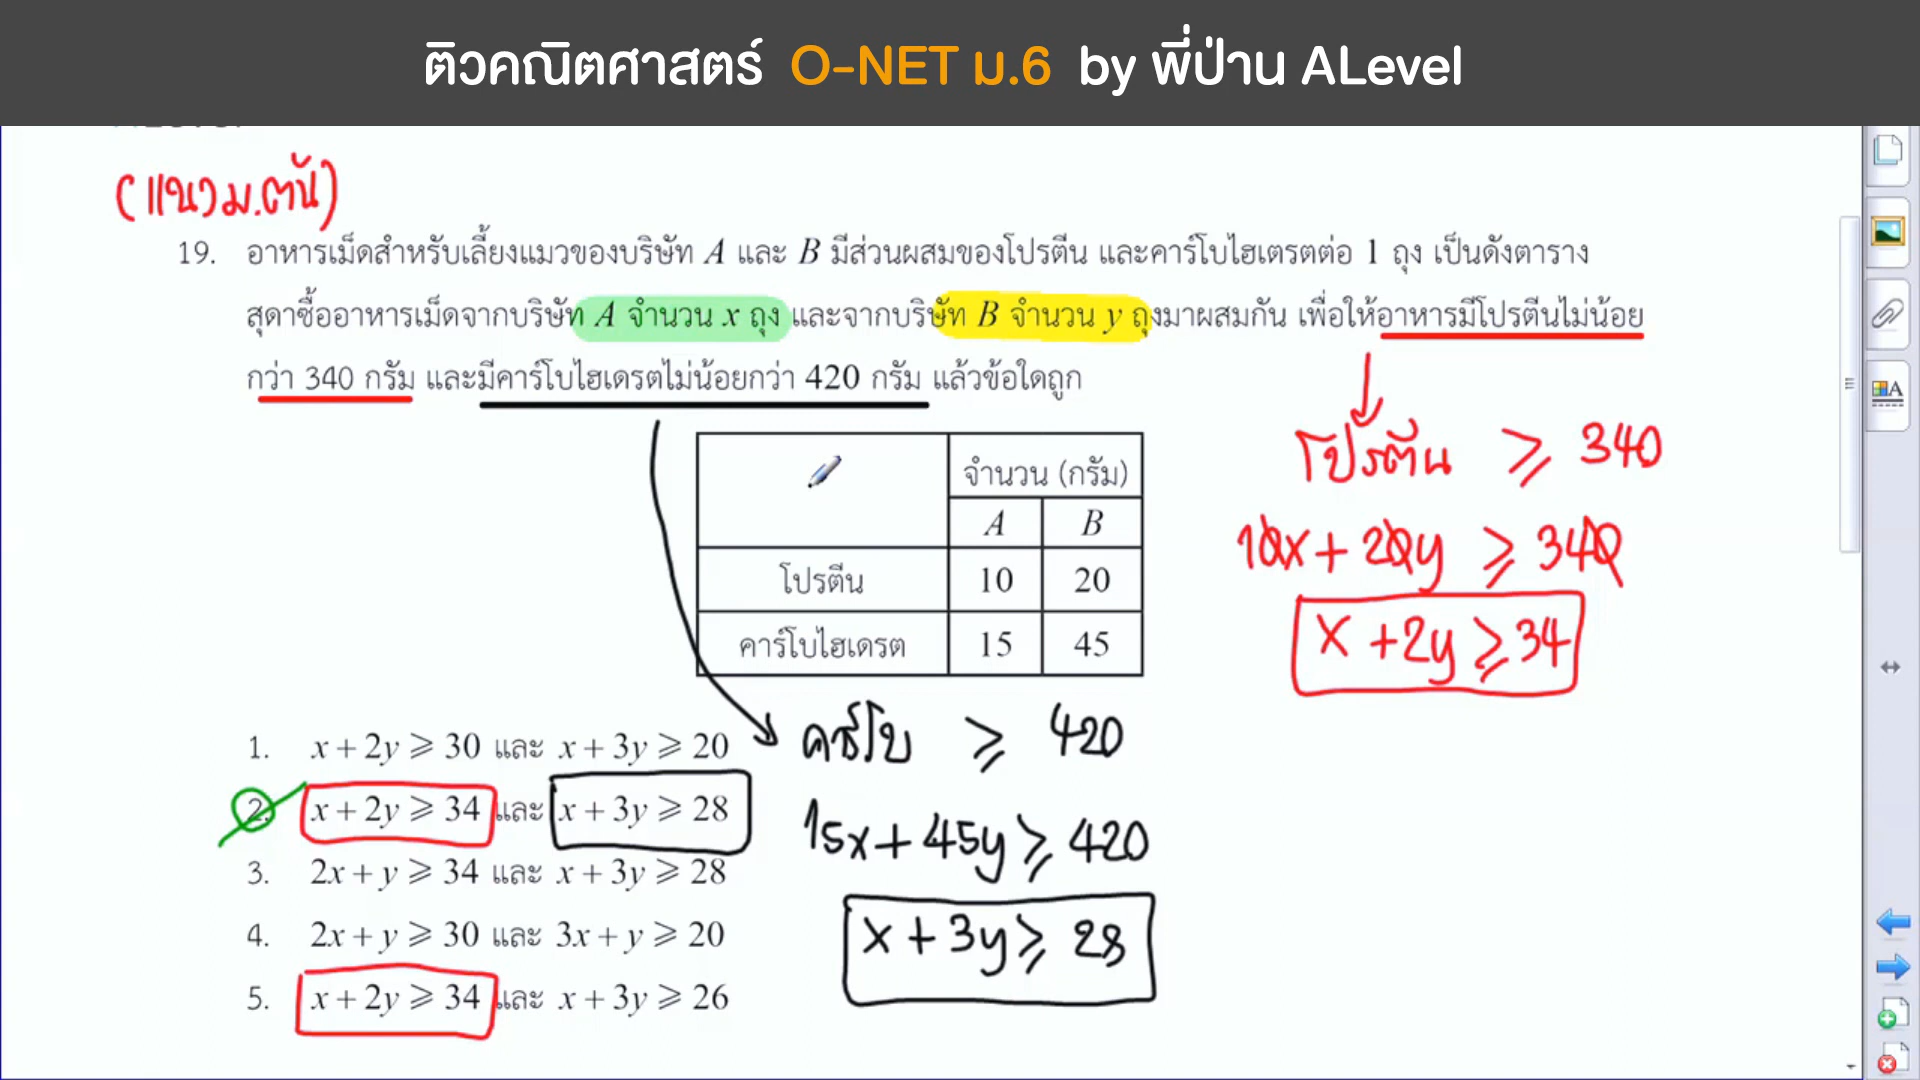 ติวคณิตศาสตร์ O-NET ม.6 by พี่ป่าน ALevel
(แนว ม.ต้น)
19. อาหารเม็ดสำหรับเลี้ยงแมวของบริษัท A และ B มีส่วนผสมของโปรตีน และคาร์โบไฮเตรตต่อ 1 ถุง เป็นดังตาราง
สุดาซื้ออาหารเม็ดจากบริษัท A จำนวน x ถุง และจากบริษัท B จำนวน y ถุงมาผสมกัน เพื่อให้อาหารมีโปรตีนไม่น้อย
กว่า 340 กรัม และมีคาร์โบไฮเดรตไม่น้อยกว่า 420 กรัม แล้วข้อใดถูก
จำนวน (กรัม)
A B
โปรตีน 10 20
คาร์โบไฮเดรต 15 45
โปรตีน ⩾ 340
10x + 20y ⩾ 340
x + 2y ⩾ 34
คาร์โบ ⩾ 420
15x + 45y ⩾ 420
x + 3y ⩾ 28
1. x + 2y ⩾ 30 และ x + 3y ⩾ 20
2. x + 2y ⩾ 34 และ x + 3y ⩾ 28
3. 2x + y ⩾ 34 และ x + 3y ⩾ 28
4. 2x + y ⩾ 30 และ 3x + y ⩾ 20
5. x + 2y ⩾ 34 และ x + 3y ⩾ 26